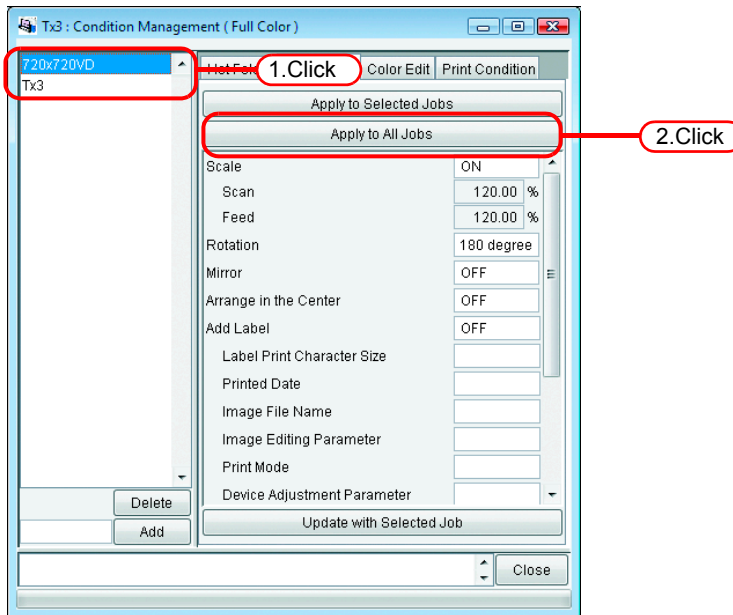 Tx3 : Condition Management ( Full Color )
720x720VD
Tx3
1.Click
Color Edit
Print Condition
Apply to Selected Jobs
Apply to All Jobs
2.Click
Scale ON
Scan 120.00 %
Feed 120.00 %
Rotation 180 degree
Mirror OFF
Arrange in the Center OFF
Add Label OFF
Label Print Character Size
Printed Date
Image File Name
Image Editing Parameter
Print Mode
Device Adjustment Parameter
Delete
Update with Selected Job
Add
Close